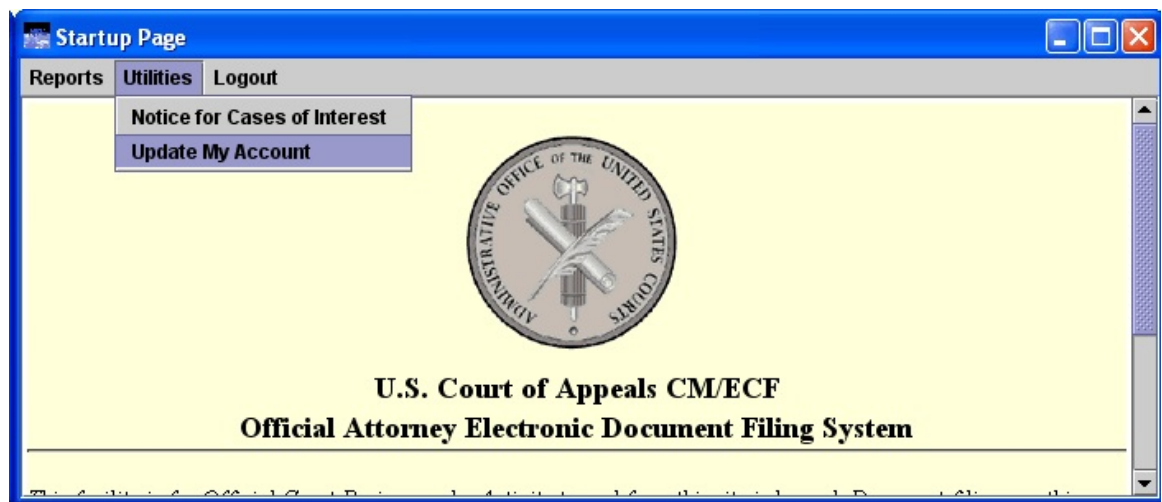 Startup Page
Reports Utilities Logout
Notice for Cases of Interest
Update My Account
ADMINISTRATIVE OFFICE OF THE UNITED STATES COURTS
U.S. Court of Appeals CM/ECF
Official Attorney Electronic Document Filing System